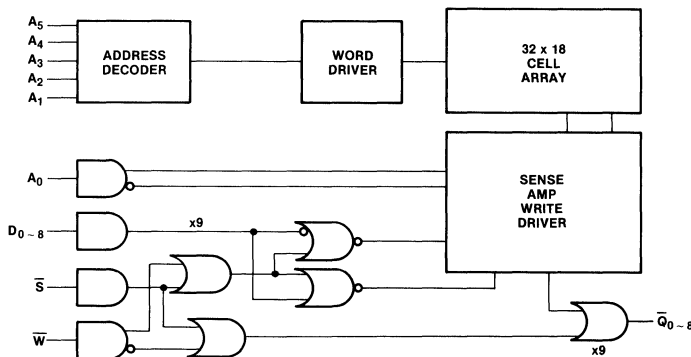 A5
A4
A3
A2
A1
ADDRESS
DECODER
WORD
DRIVER
32 x 18
CELL
ARRAY
A0
SENSE
AMP
WRITE
DRIVER
D0 ~ 8
x9
S̅
W̅
Q̅0 ~ 8
x9